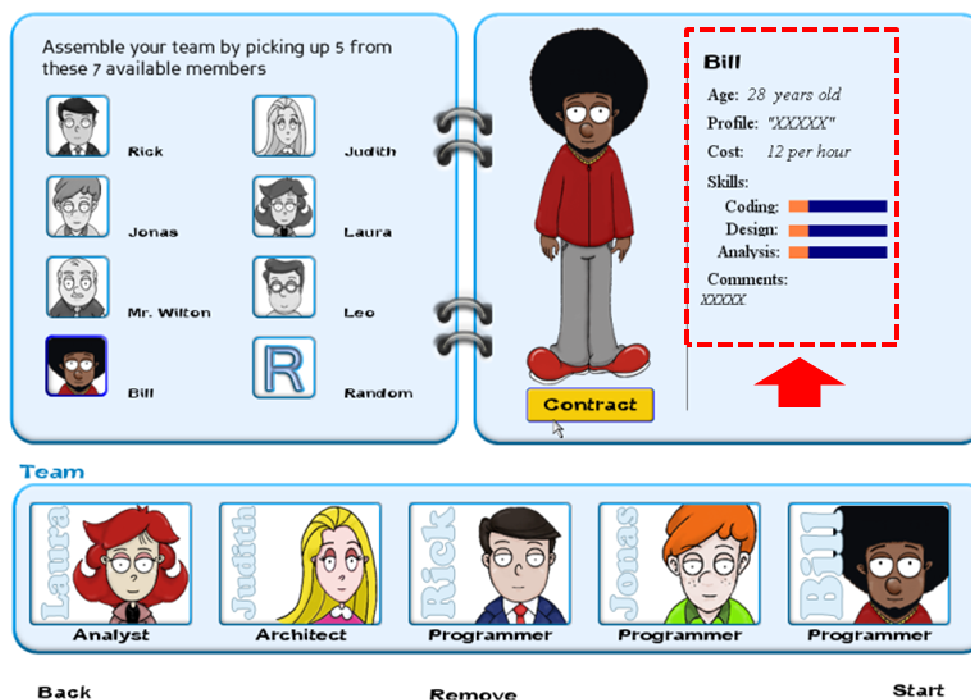 Assemble your team by picking up 5 from
these 7 available members
Rick
Judith
Jonas
Laura
Mr. Wilton
Leo
Bill
R
Random
Bill
Age: 28 years old
Profile: "XXXXX"
Cost: 12 per hour
Skills:
Coding:
Design:
Analysis:
Comments:
XXXXX
Contract
Team
Laura
Judith
Rick
Jonas
Bill
Analyst
Architect
Programmer
Programmer
Programmer
Back
Remove
Start